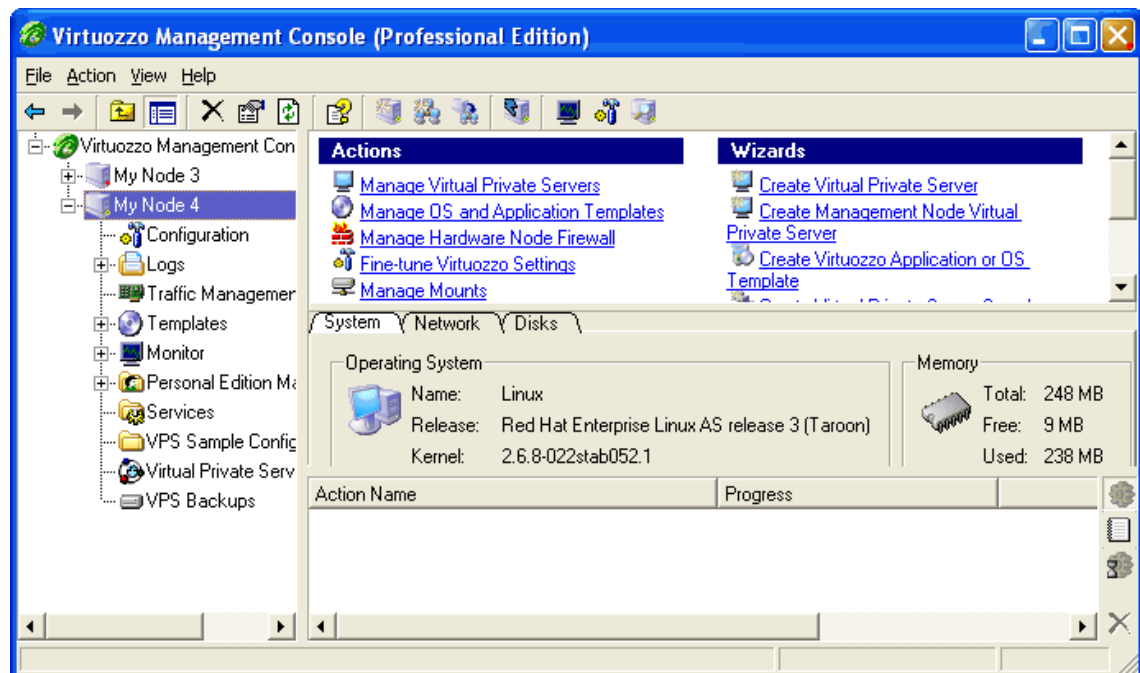 Virtuozzo Management Console (Professional Edition)
File Action View Help
Virtuozzo Management Con
My Node 3
My Node 4
Configuration
Logs
Traffic Managemer
Templates
Monitor
Personal Edition Ma
Services
VPS Sample Config
Virtual Private Serv
VPS Backups
Actions
Manage Virtual Private Servers
Manage OS and Application Templates
Manage Hardware Node Firewall
Fine-tune Virtuozzo Settings
Manage Mounts
Wizards
Create Virtual Private Server
Create Management Node Virtual
Private Server
Create Virtuozzo Application or OS
Template
System Network Disks
Operating System
Name: Linux
Release: Red Hat Enterprise Linux AS release 3 (Taroon)
Kernel: 2.6.8-022stab052.1
Memory
Total: 248 MB
Free: 9 MB
Used: 238 MB
Action Name Progress